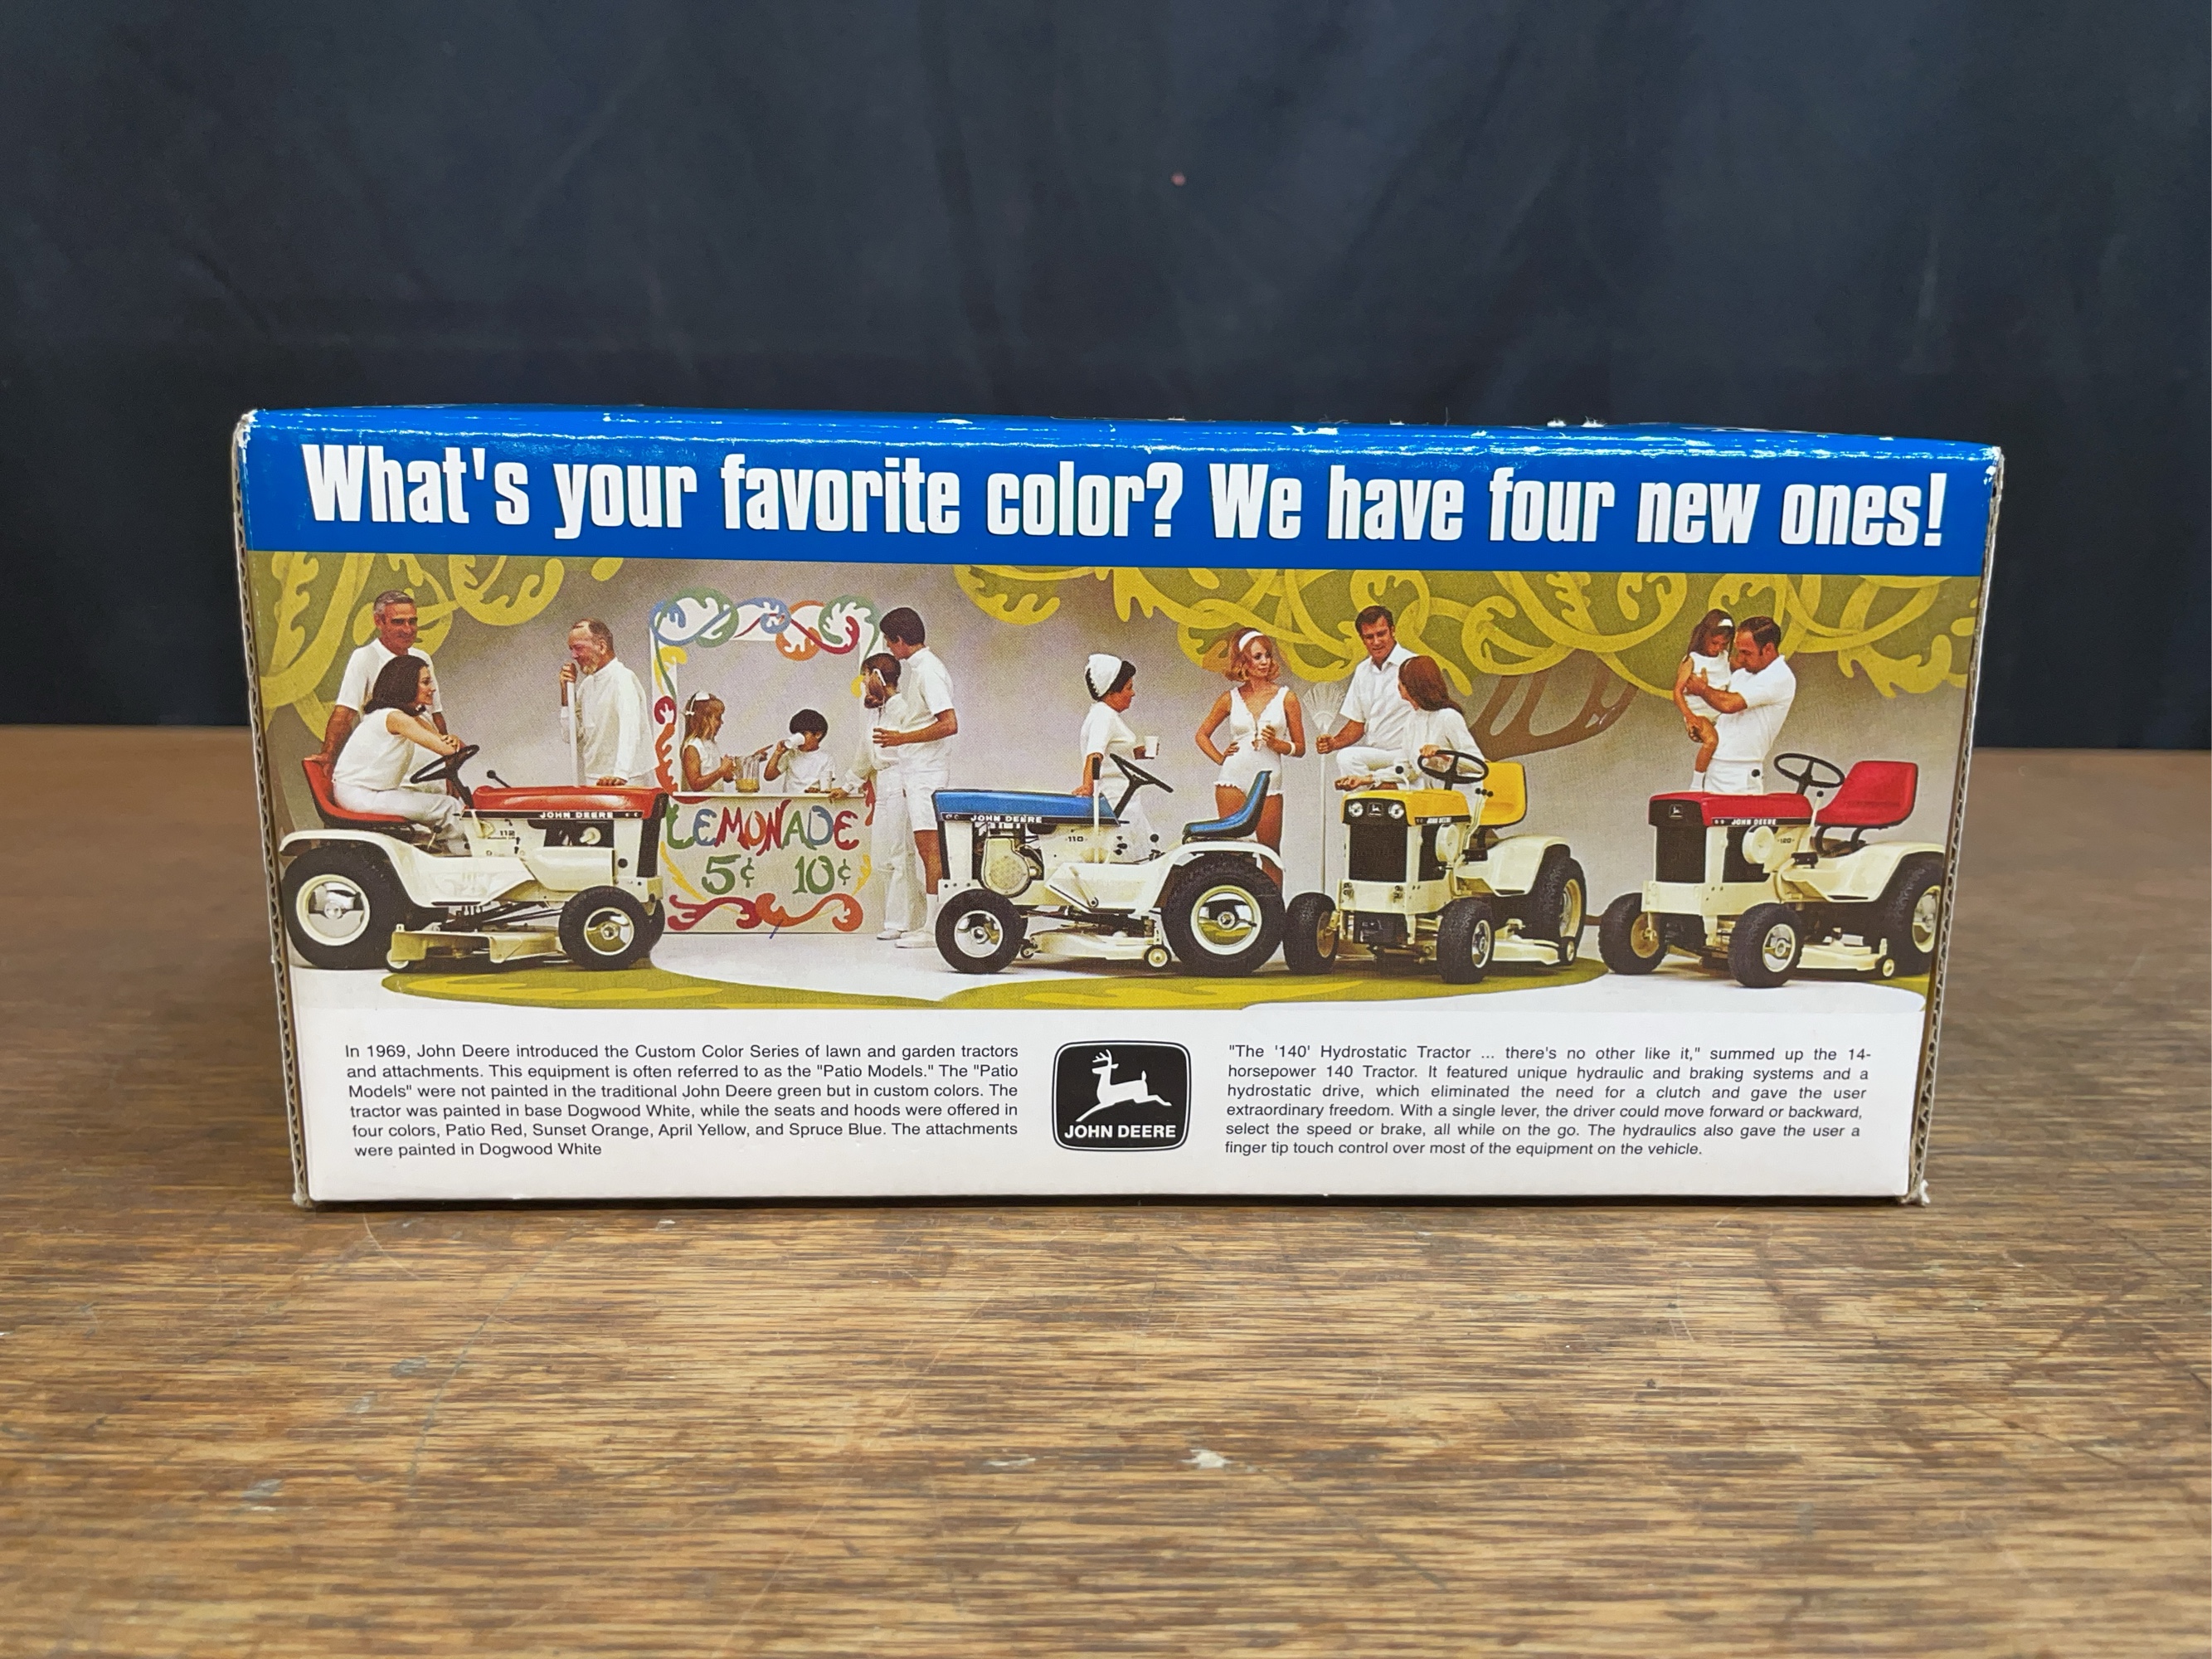 What's your favorite color? We have four new ones!
LEMONADE
5¢ 10¢
JOHN DEERE
112
JOHN DEERE
110
JOHN DEERE
JOHN DEERE
120
In 1969, John Deere introduced the Custom Color Series of lawn and garden tractors
and attachments. This equipment is often referred to as the "Patio Models." The "Patio
Models" were not painted in the traditional John Deere green but in custom colors. The
tractor was painted in base Dogwood White, while the seats and hoods were offered in
four colors, Patio Red, Sunset Orange, April Yellow, and Spruce Blue. The attachments
were painted in Dogwood White
JOHN DEERE
"The '140' Hydrostatic Tractor ... there's no other like it," summed up the 14-
horsepower 140 Tractor. It featured unique hydraulic and braking systems and a
hydrostatic drive, which eliminated the need for a clutch and gave the user
extraordinary freedom. With a single lever, the driver could move forward or backward,
select the speed or brake, all while on the go. The hydraulics also gave the user a
finger tip touch control over most of the equipment on the vehicle.